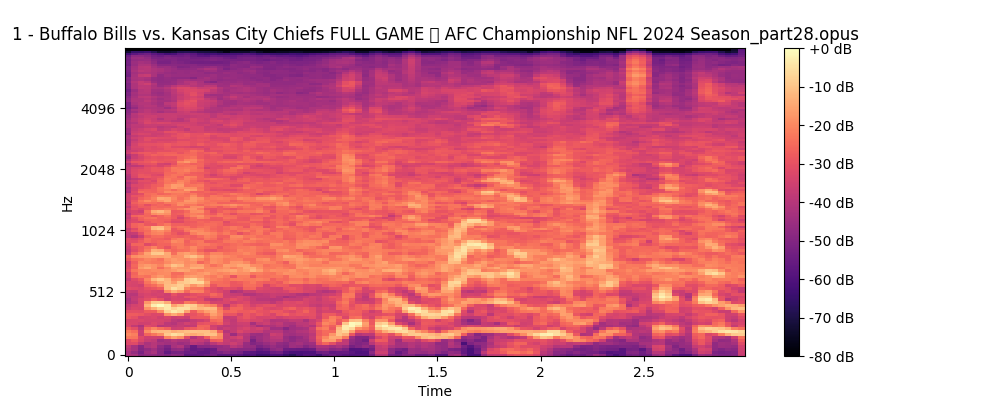 1 - Buffalo Bills vs. Kansas City Chiefs FULL GAME ▯ AFC Championship NFL 2024 Season_part28.opus
+0 dB
-10 dB
-20 dB
-30 dB
-40 dB
-50 dB
-60 dB
-70 dB
-80 dB
4096
2048
1024
512
0
Hz
0
0.5
1
1.5
2
2.5
Time